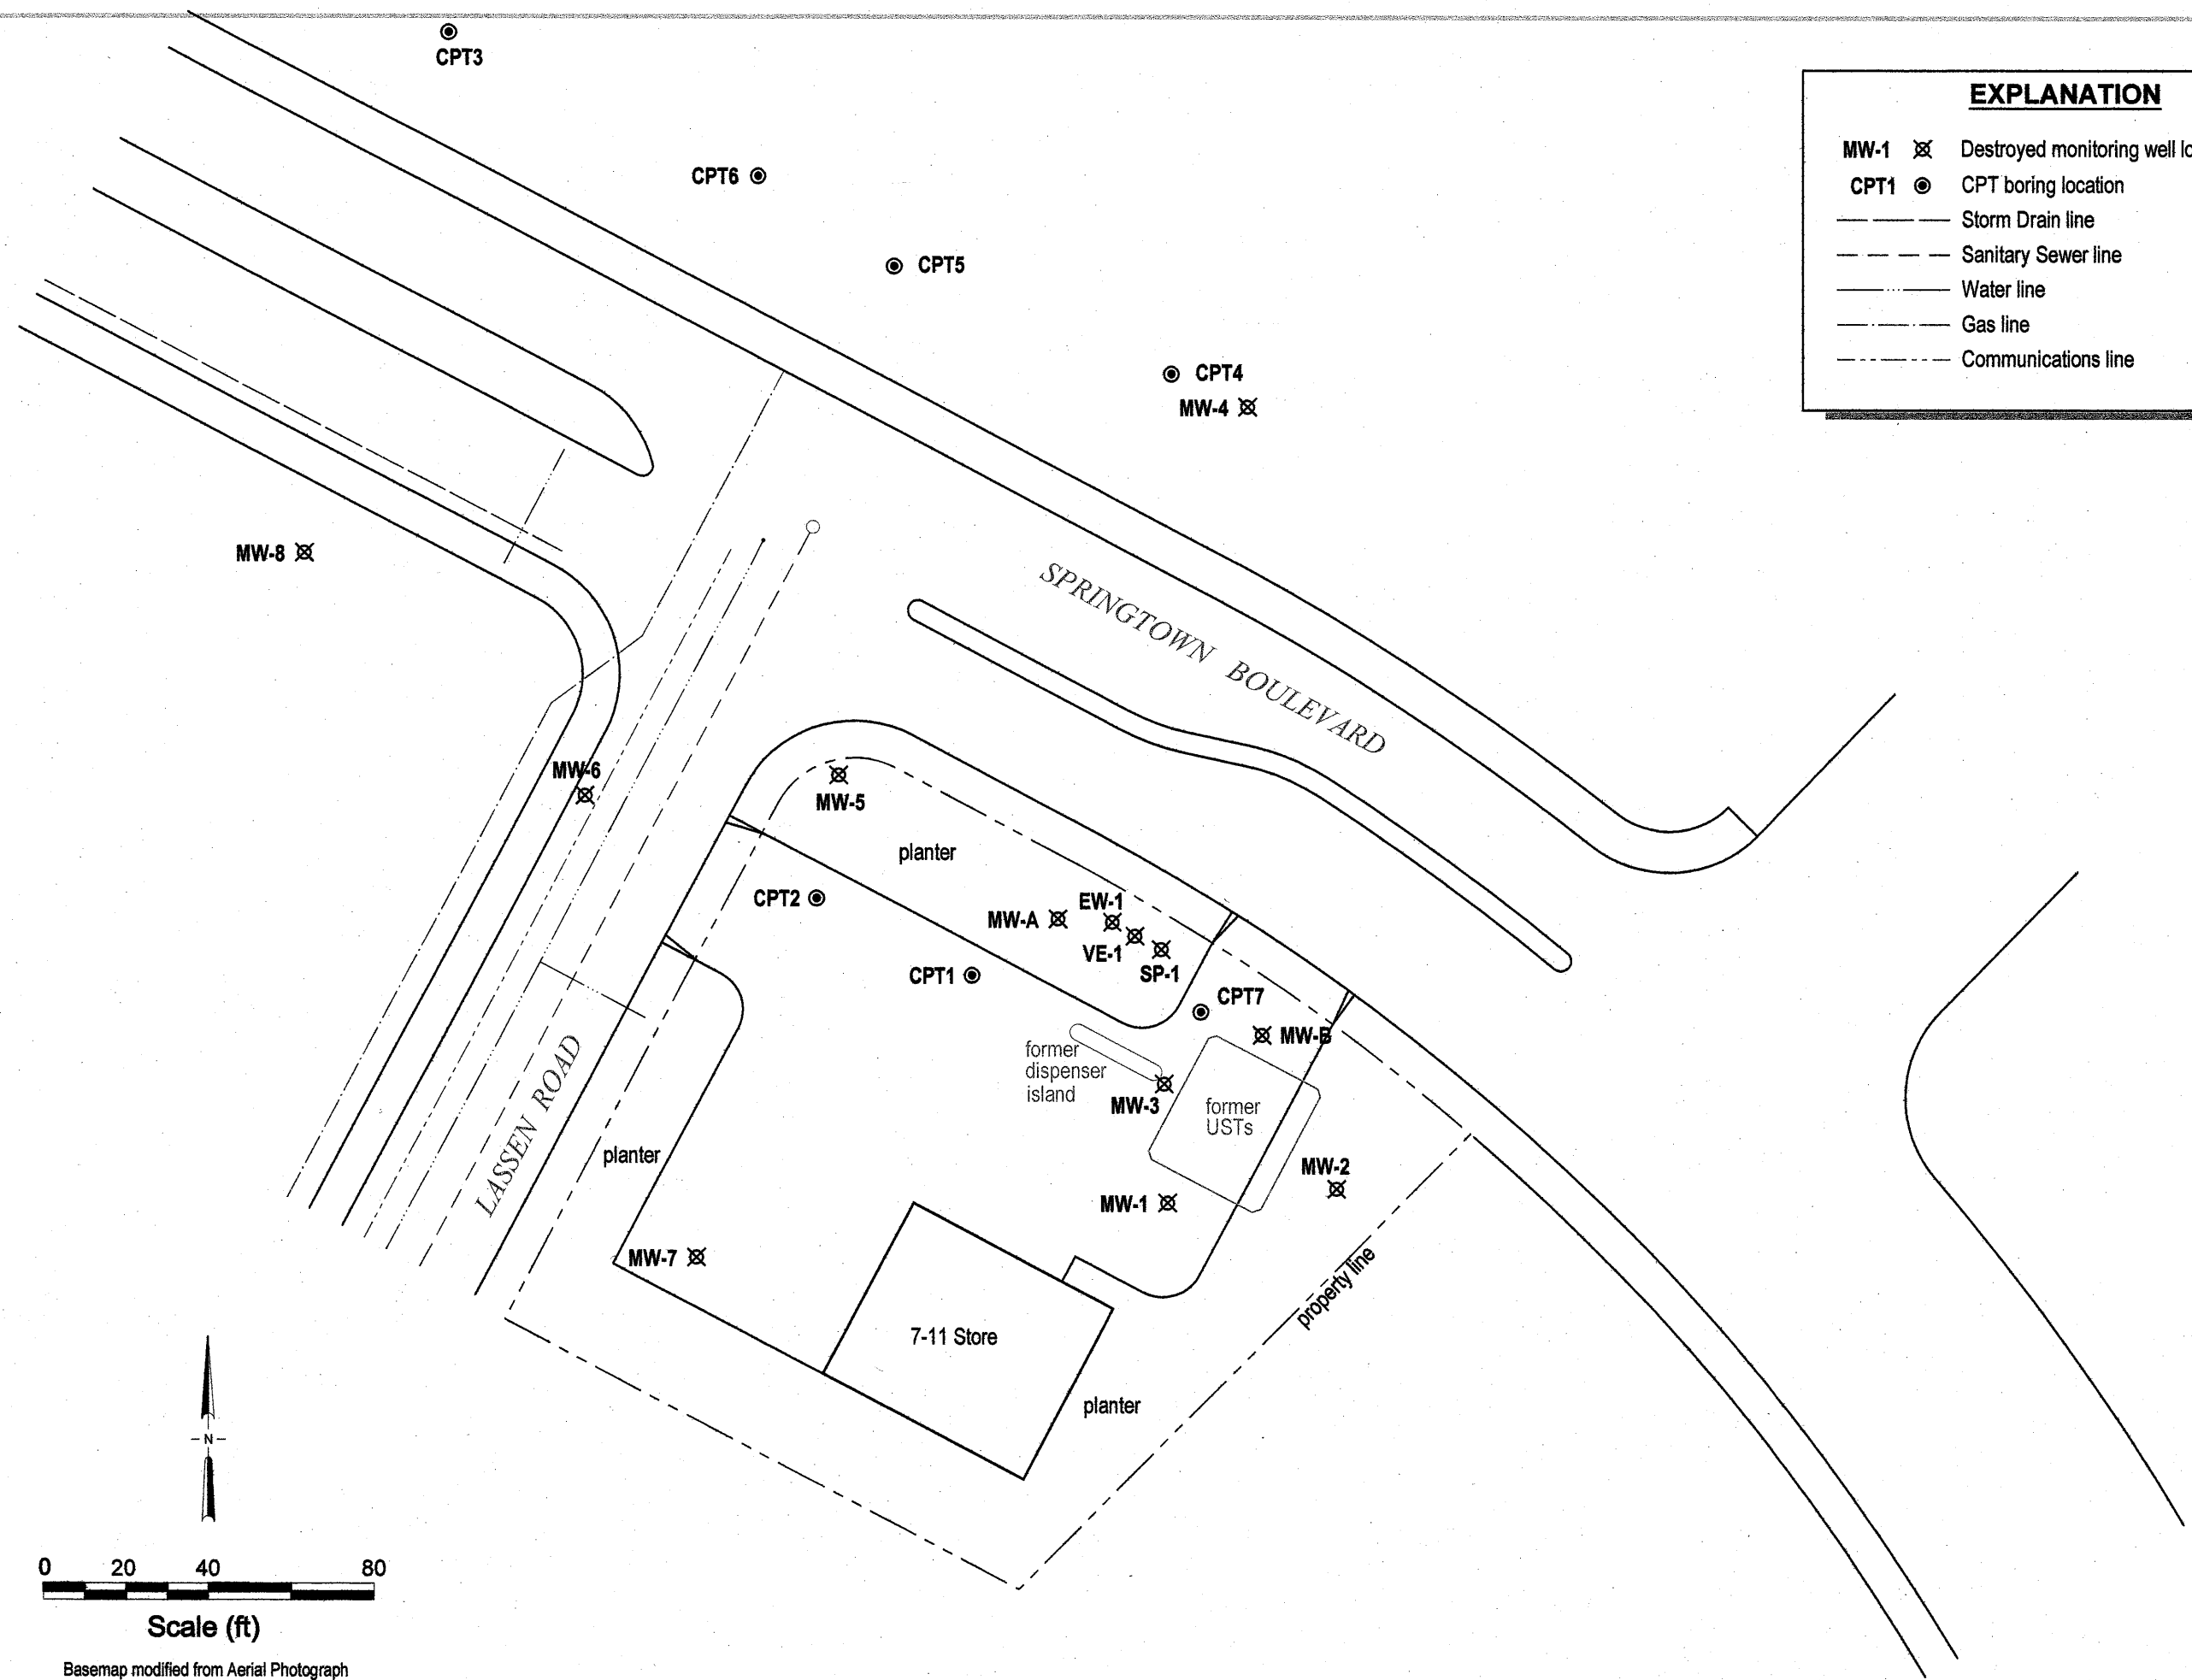 CPT3
EXPLANATION
MW-1 Destroyed monitoring well lo
CPT1 CPT boring location
Storm Drain line
Sanitary Sewer line
Water line
Gas line
Communications line
CPT6
CPT5
CPT4
MW-4
MW-8
SPRINGTOWN BOULEVARD
MW-6
MW-5
planter
CPT2
MW-A
EW-1
VE-1
SP-1
CPT1
CPT7
MW-B
former
dispenser
island
MW-3
former
USTs
LASSEN ROAD
planter
MW-2
MW-1
MW-7
property line
7-11 Store
planter
N
0 20 40 80
Scale (ft)
Basemap modified from Aerial Photograph